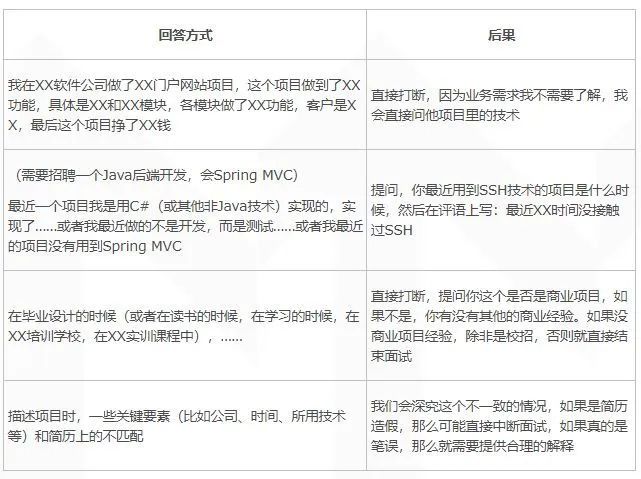 回答方式
后果
我在XX软件公司做了XX门户网站项目，这个项目做到了XX
功能，具体是XX和XX模块，各模块做了XX功能，客户是X
X，最后这个项目挣了XX钱
直接打断，因为业务需求我不需要了解，我
会直接问他项目里的技术
（需要招聘一个Java后端开发，会Spring MVC）
最近一个项目我是用C#（或其他非Java技术）实现的，实
现了……或者我最近做的不是开发，而是测试……或者我最近
的项目没有用到Spring MVC
提问，你最近用到SSH技术的项目是什么时
候，然后在评语上写：最近XX时间没接触
过SSH
在毕业设计的时候（或者在读书的时候，在学习的时候，在
XX培训学校，在XX实训课程中），……
直接打断，提问你这个是否是商业项目，如
果不是，你有没有其他的商业经验。如果没
商业项目经验，除非是校招，否则就直接结
束面试
描述项目时，一些关键要素（比如公司、时间、所用技术
等）和简历上的不匹配
我们会深究这个不一致的情况，如果是简历
造假，那么可能直接中断面试，如果真的是
笔误，那么就需要提供合理的解释